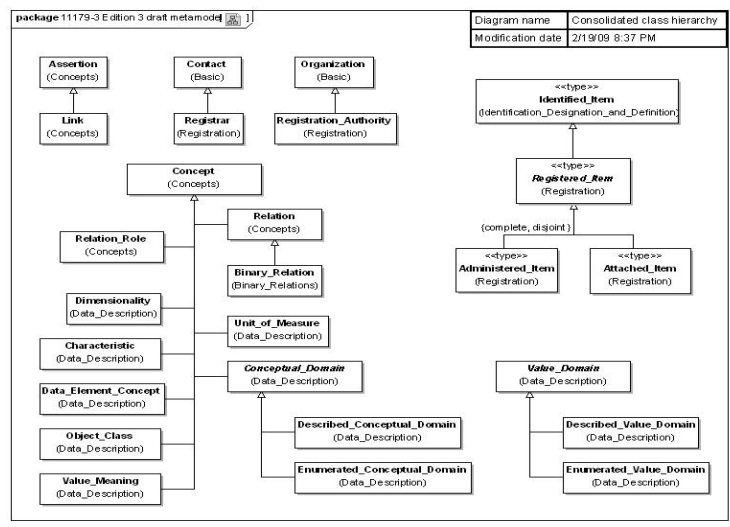 package 11179-3 Edition 3 draft metamodel[ ]
Diagram name Consolidated class hierarchy
Modification date 2/19/09 8:37 PM
Assertion
(Concepts)
Contact
(Basic)
Organization
(Basic)
<<type>>
Identified_Item
(Identification_Designation_and_Definition)
Link
(Concepts)
Registrar
(Registration)
Registration_Authority
(Registration)
Concept
(Concepts)
<<type>>
Registered_Item
(Registration)
Relation
(Concepts)
{complete, disjoint}
Relation_Role
(Concepts)
<<type>>
Administered_Item
(Registration)
<<type>>
Attached_Item
(Registration)
Binary_Relation
(Binary_Relations)
Dimensionality
(Data_Description)
Unit_of_Measure
(Data_Description)
Characteristic
(Data_Description)
Conceptual_Domain
(Data_Description)
Value_Domain
(Data_Description)
Data_Element_Concept
(Data_Description)
Described_Conceptual_Domain
(Data_Description)
Described_Value_Domain
(Data_Description)
Object_Class
(Data_Description)
Enumerated_Conceptual_Domain
(Data_Description)
Enumerated_Value_Domain
(Data_Description)
Value_Meaning
(Data_Description)